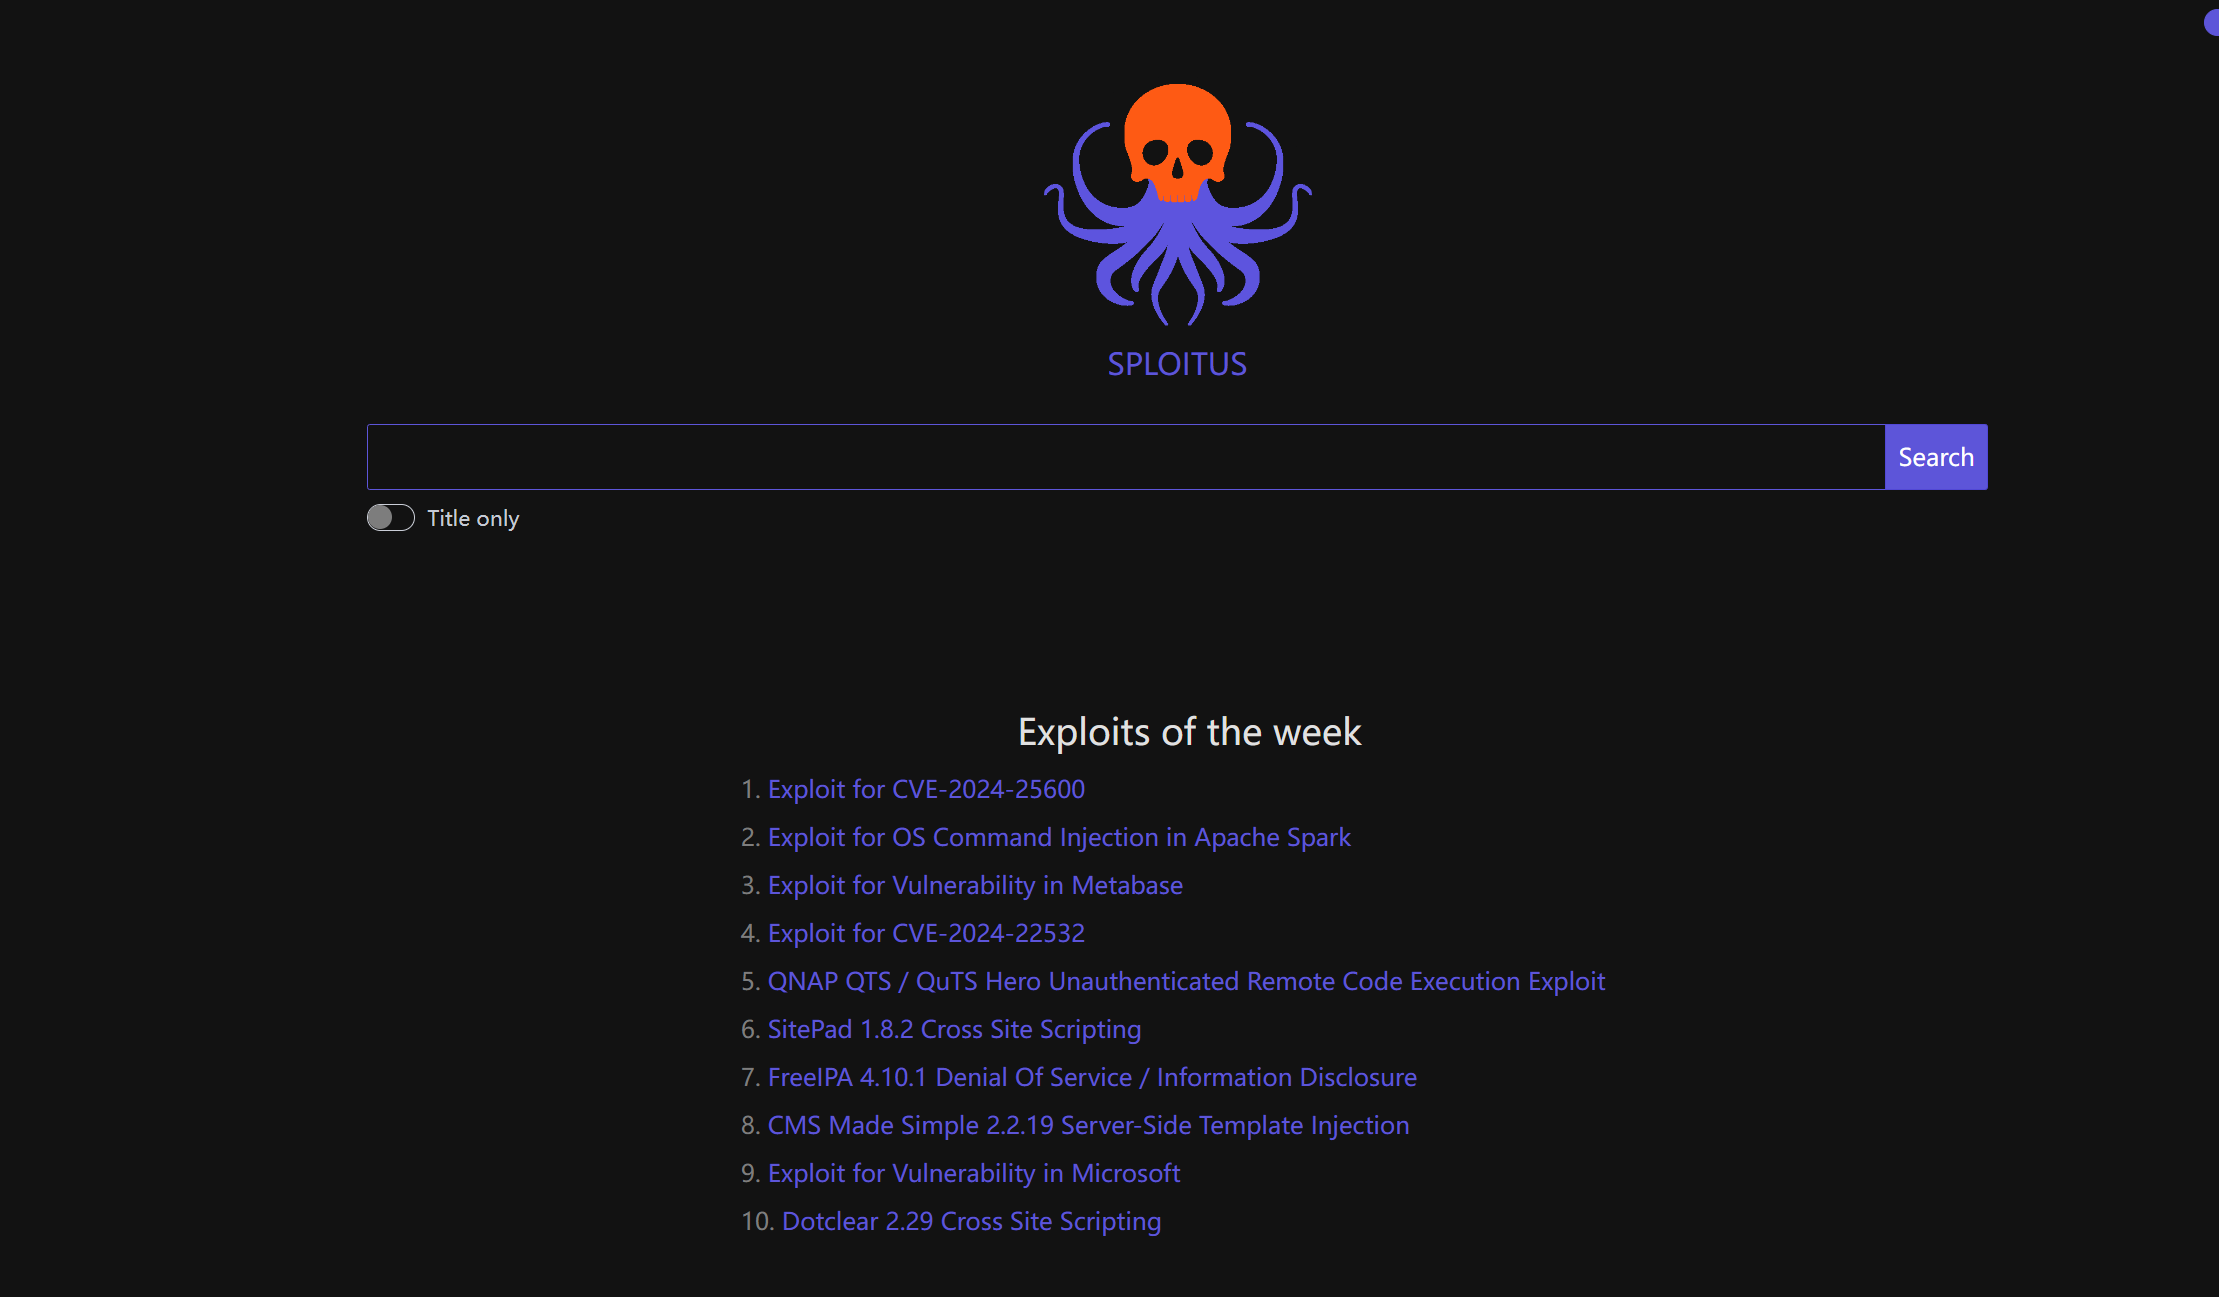 SPLOITUS
Search
Title only
Exploits of the week
1. Exploit for CVE-2024-25600
2. Exploit for OS Command Injection in Apache Spark
3. Exploit for Vulnerability in Metabase
4. Exploit for CVE-2024-22532
5. QNAP QTS / QuTS Hero Unauthenticated Remote Code Execution Exploit
6. SitePad 1.8.2 Cross Site Scripting
7. FreeIPA 4.10.1 Denial Of Service / Information Disclosure
8. CMS Made Simple 2.2.19 Server-Side Template Injection
9. Exploit for Vulnerability in Microsoft
10. Dotclear 2.29 Cross Site Scripting